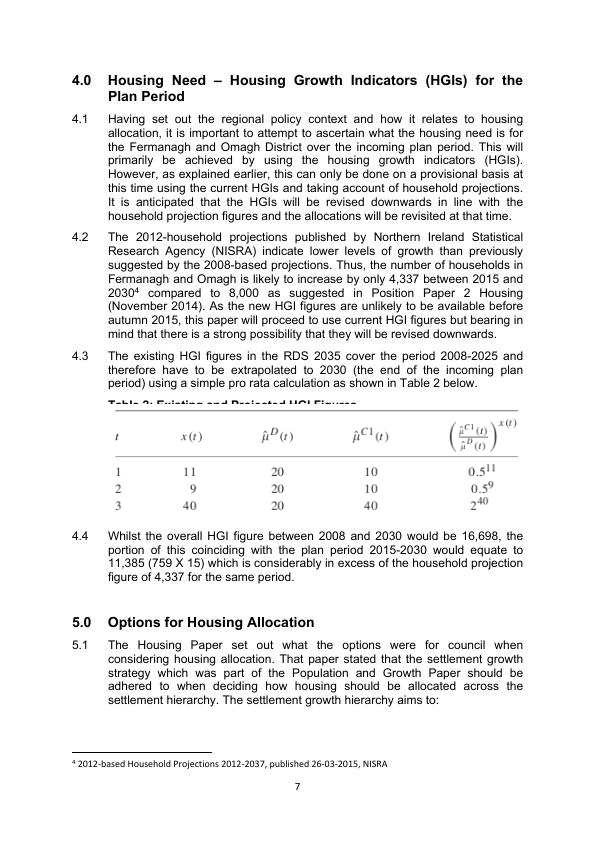 4.0 Housing Need – Housing Growth Indicators (HGIs) for the
Plan Period
4.1 Having set out the regional policy context and how it relates to housing
allocation, it is important to attempt to ascertain what the housing need is for
the Fermanagh and Omagh District over the incoming plan period. This will
primarily be achieved by using the housing growth indicators (HGIs).
However, as explained earlier, this can only be done on a provisional basis at
this time using the current HGIs and taking account of household projections.
It is anticipated that the HGIs will be revised downwards in line with the
household projection figures and the allocations will be revisited at that time.
4.2 The 2012-household projections published by Northern Ireland Statistical
Research Agency (NISRA) indicate lower levels of growth than previously
suggested by the 2008-based projections. Thus, the number of households in
Fermanagh and Omagh is likely to increase by only 4,337 between 2015 and
2030⁴ compared to 8,000 as suggested in Position Paper 2 Housing
(November 2014). As the new HGI figures are unlikely to be available before
autumn 2015, this paper will proceed to use current HGI figures but bearing in
mind that there is a strong possibility that they will be revised downwards.
4.3 The existing HGI figures in the RDS 2035 cover the period 2008-2025 and
therefore have to be extrapolated to 2030 (the end of the incoming plan
period) using a simple pro rata calculation as shown in Table 2 below.
Table 2: Existing and Projected HGI Figures
t x(t) μ̂^D(t) μ̂^C1(t) (μ̂^C1(t)/μ̂^D(t))^x(t)
1 11 20 10 0.5¹¹
2 9 20 10 0.5⁹
3 40 20 40 2⁴⁰
4.4 Whilst the overall HGI figure between 2008 and 2030 would be 16,698, the
portion of this coinciding with the plan period 2015-2030 would equate to
11,385 (759 X 15) which is considerably in excess of the household projection
figure of 4,337 for the same period.
5.0 Options for Housing Allocation
5.1 The Housing Paper set out what the options were for council when
considering housing allocation. That paper stated that the settlement growth
strategy which was part of the Population and Growth Paper should be
adhered to when deciding how housing should be allocated across the
settlement hierarchy. The settlement growth hierarchy aims to:
⁴ 2012-based Household Projections 2012-2037, published 26-03-2015, NISRA
7